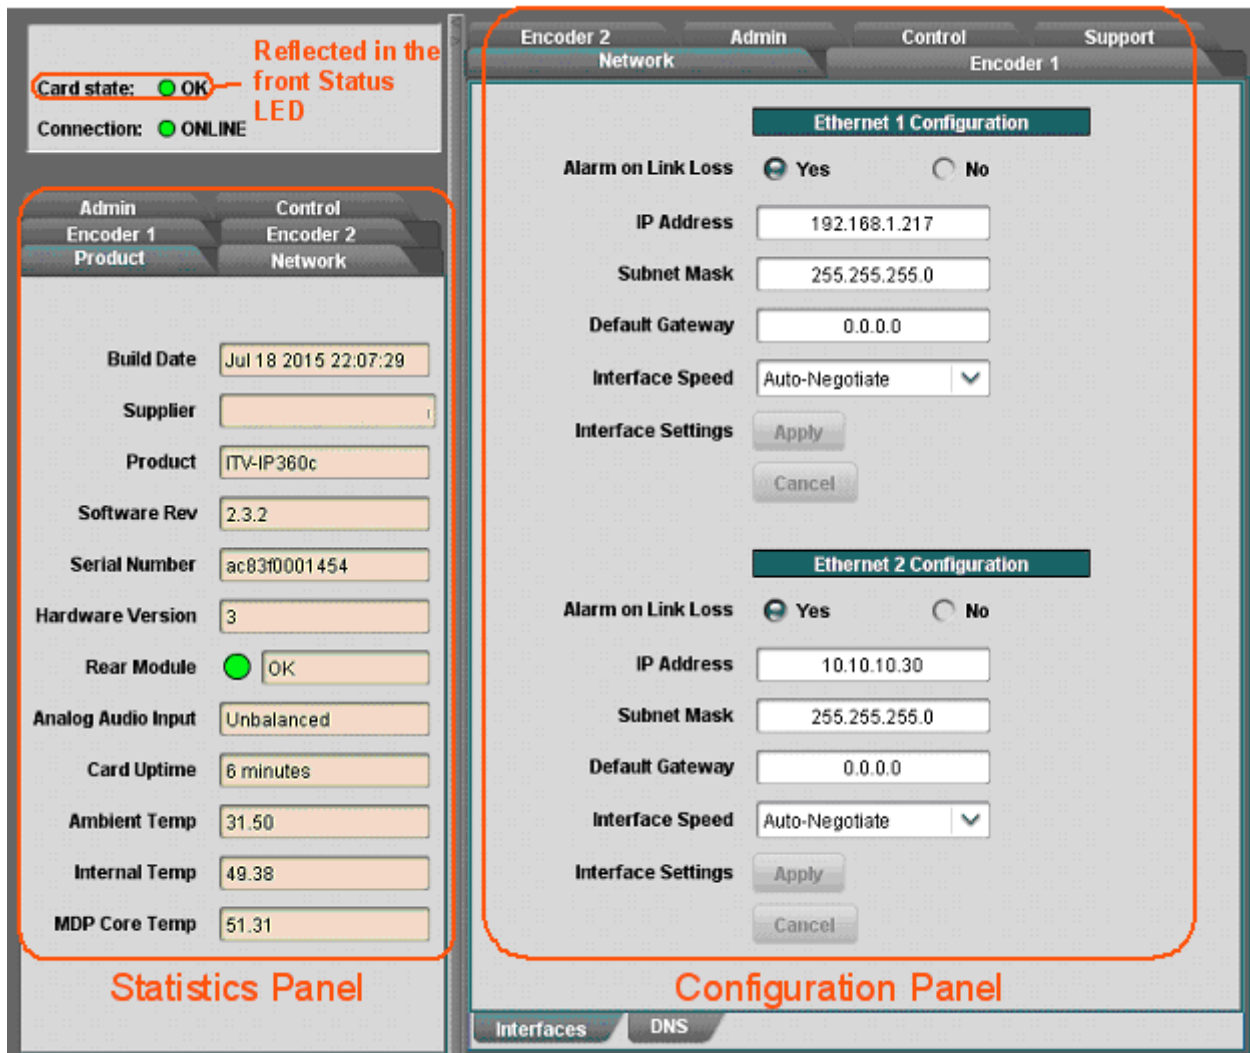 Card state: OK
Connection: ONLINE
Reflected in the
front Status
LED
Admin Control
Encoder 1 Encoder 2
Product Network
Build Date Jul 18 2015 22:07:29
Supplier
Product ITV-IP360c
Software Rev 2.3.2
Serial Number ac83f0001454
Hardware Version 3
Rear Module OK
Analog Audio Input Unbalanced
Card Uptime 6 minutes
Ambient Temp 31.50
Internal Temp 49.38
MDP Core Temp 51.31
Statistics Panel
Encoder 2 Admin Control Support
Network Encoder 1
Ethernet 1 Configuration
Alarm on Link Loss Yes No
IP Address 192.168.1.217
Subnet Mask 255.255.255.0
Default Gateway 0.0.0.0
Interface Speed Auto-Negotiate
Interface Settings Apply
Cancel
Ethernet 2 Configuration
Alarm on Link Loss Yes No
IP Address 10.10.10.30
Subnet Mask 255.255.255.0
Default Gateway 0.0.0.0
Interface Speed Auto-Negotiate
Interface Settings Apply
Cancel
Configuration Panel
Interfaces DNS